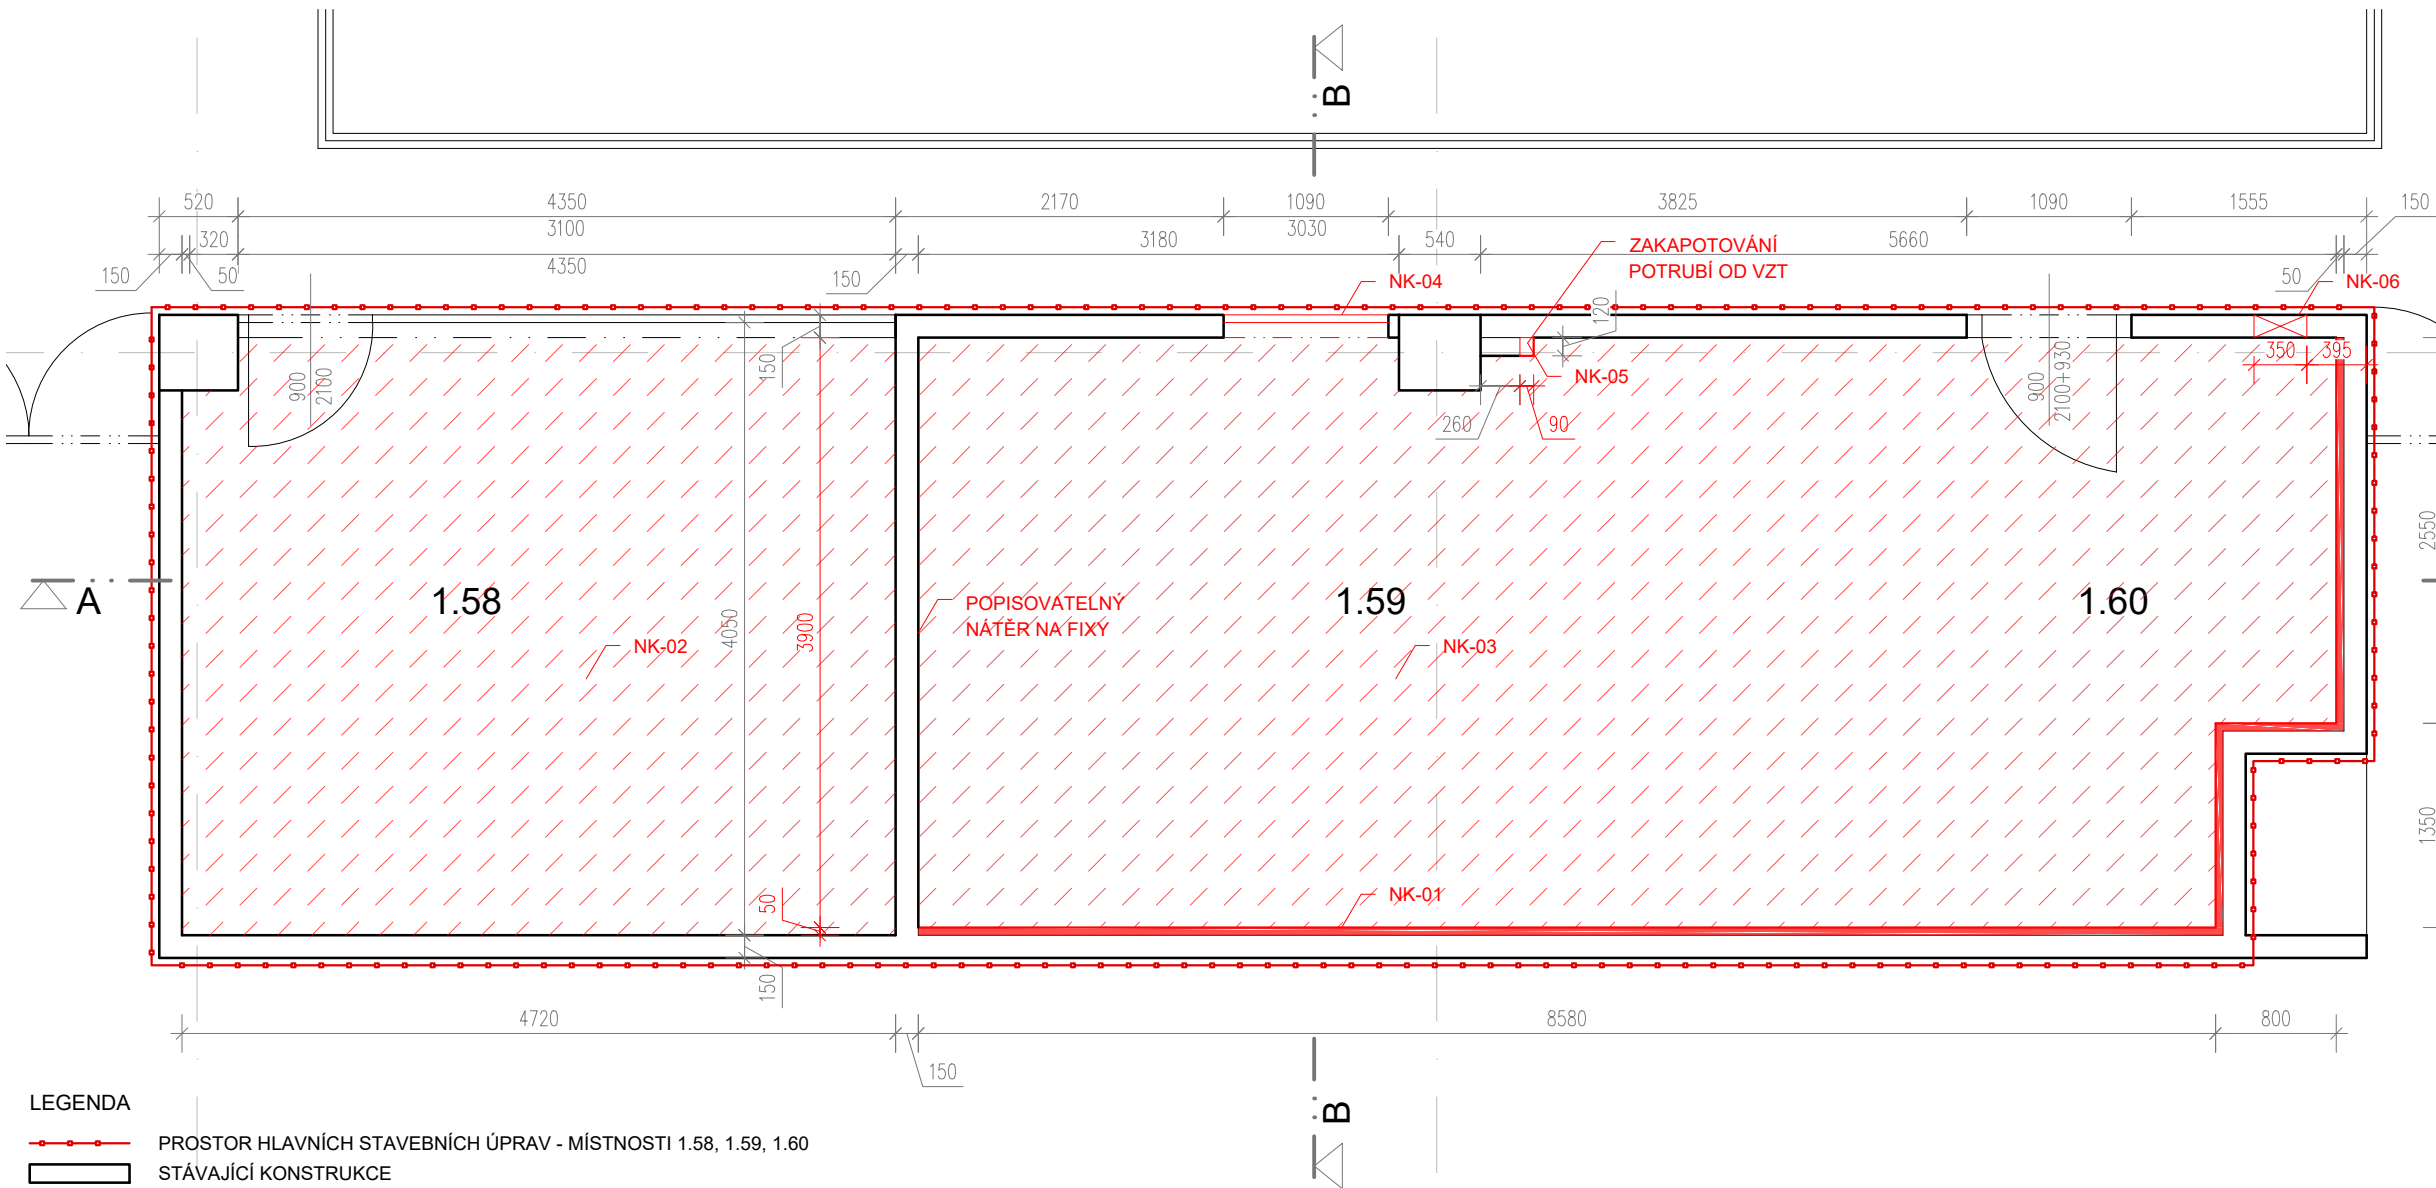 B
520
4350
2170
1090
3825
1090
1555
150
320
3100
3180
3030
540
5660
150
50
4350
150
50
ZAKAPOTOVÁNÍ
POTRUBÍ OD VZT
NK-04
NK-06
120
150
350
395
900
2100
NK-05
900
2100+930
260
90
2550
A
1.58
1.59
1.60
POPISOVATELNÝ
NÁTĚR NA FIXY
4050
3900
NK-02
NK-03
1350
50
NK-01
150
4720
8580
800
150
B
LEGENDA
PROSTOR HLAVNÍCH STAVEBNÍCH ÚPRAV - MÍSTNOSTI 1.58, 1.59, 1.60
STÁVAJÍCÍ KONSTRUKCE